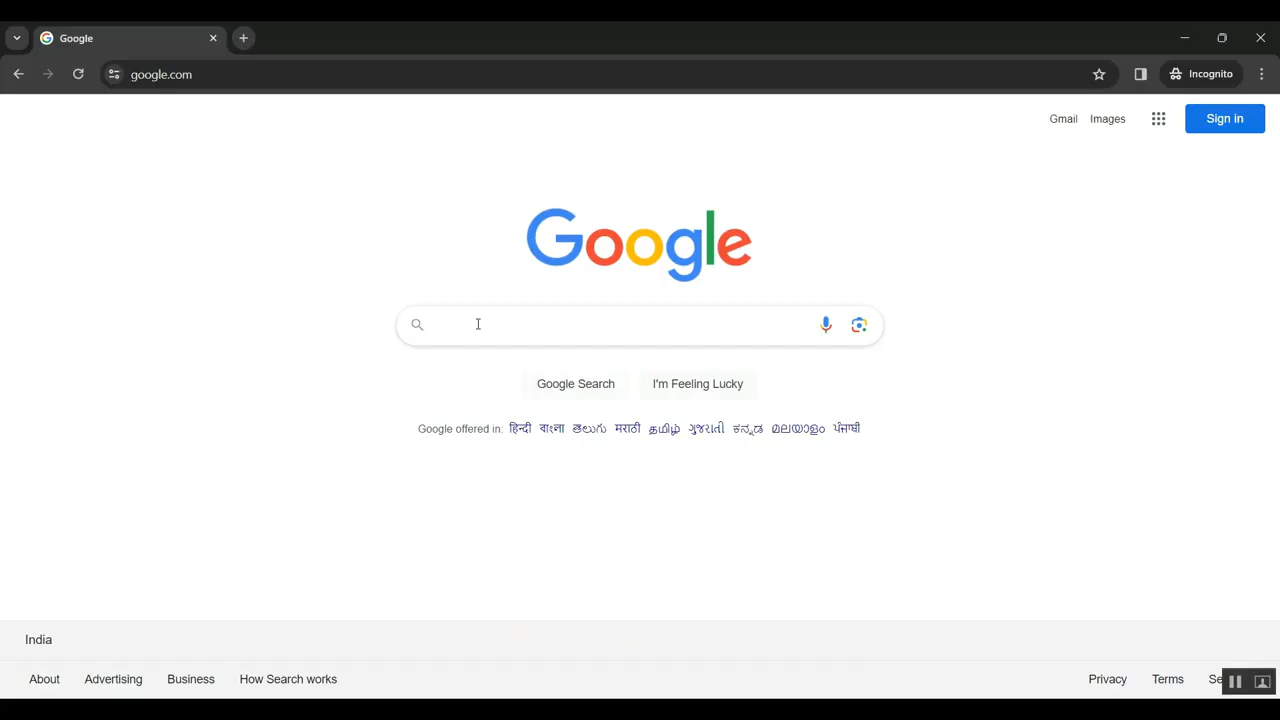 Google
google.com
Incognito
Gmail Images Sign in
Google
Google Search I'm Feeling Lucky
Google offered in: हिन्दी বাংলা తెలుగు मराठी தமிழ் ગુજરાતી ಕನ್ನಡ മലയാളം ਪੰਜਾਬੀ
India
About Advertising Business How Search works Privacy Terms Se